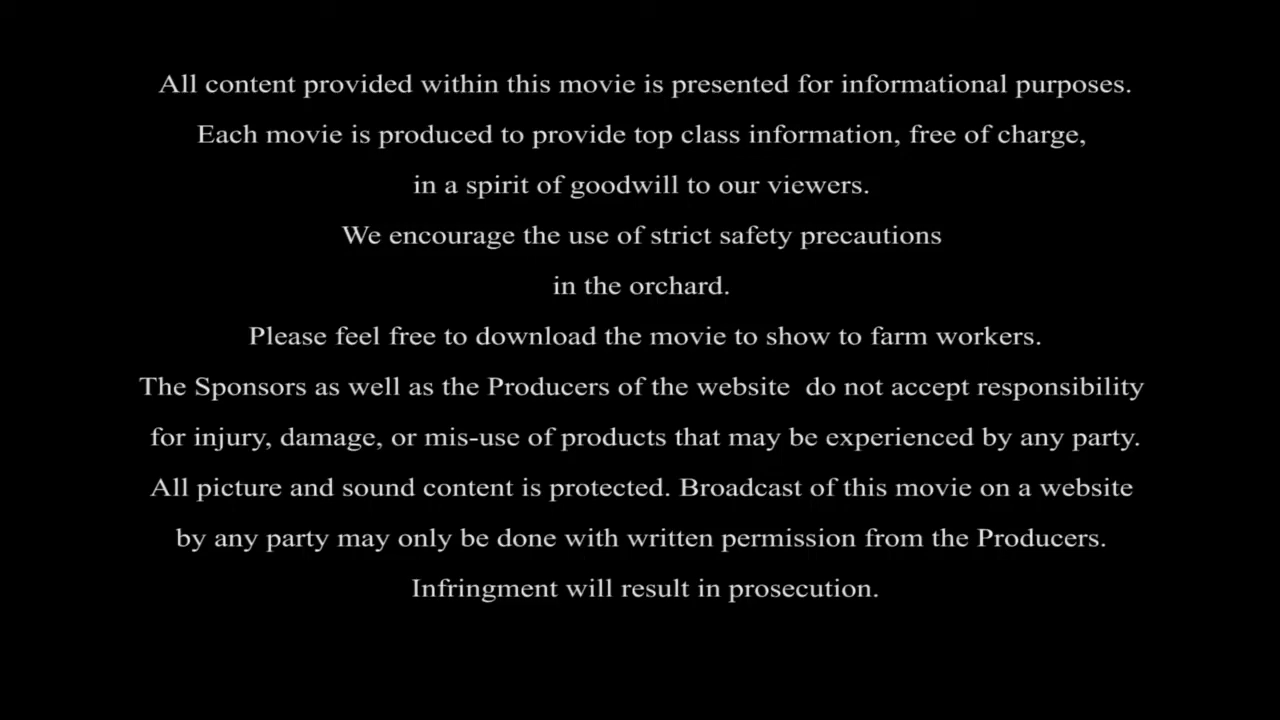 All content provided within this movie is presented for informational purposes.
Each movie is produced to provide top class information, free of charge,
in a spirit of goodwill to our viewers.
We encourage the use of strict safety precautions
in the orchard.
Please feel free to download the movie to show to farm workers.
The Sponsors as well as the Producers of the website  do not accept responsibility
for injury, damage, or mis-use of products that may be experienced by any party.
All picture and sound content is protected. Broadcast of this movie on a website
by any party may only be done with written permission from the Producers.
Infringment will result in prosecution.